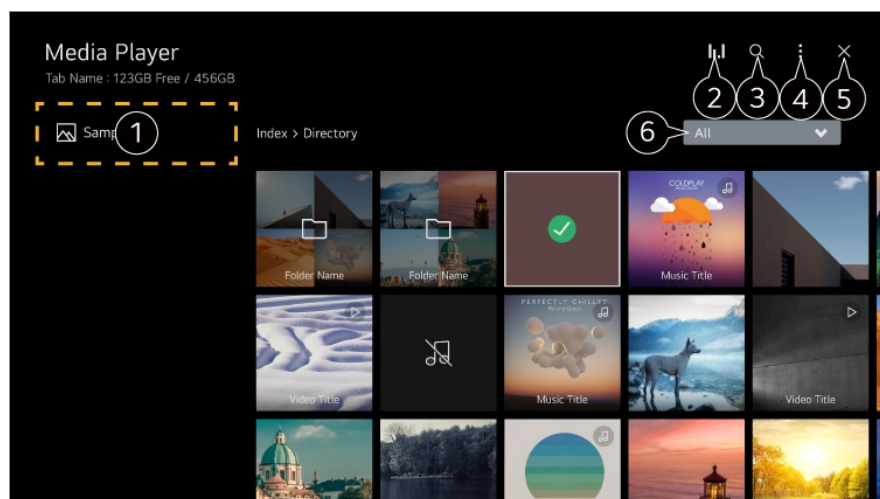 Media Player
Tab Name : 123GB Free / 456GB
2
3
4
5
1
Index > Directory
6
All
Folder Name
Folder Name
COLDPLAY
Music Title
Video Title
PERFECTLY CHILLED
Music Title
Video Title